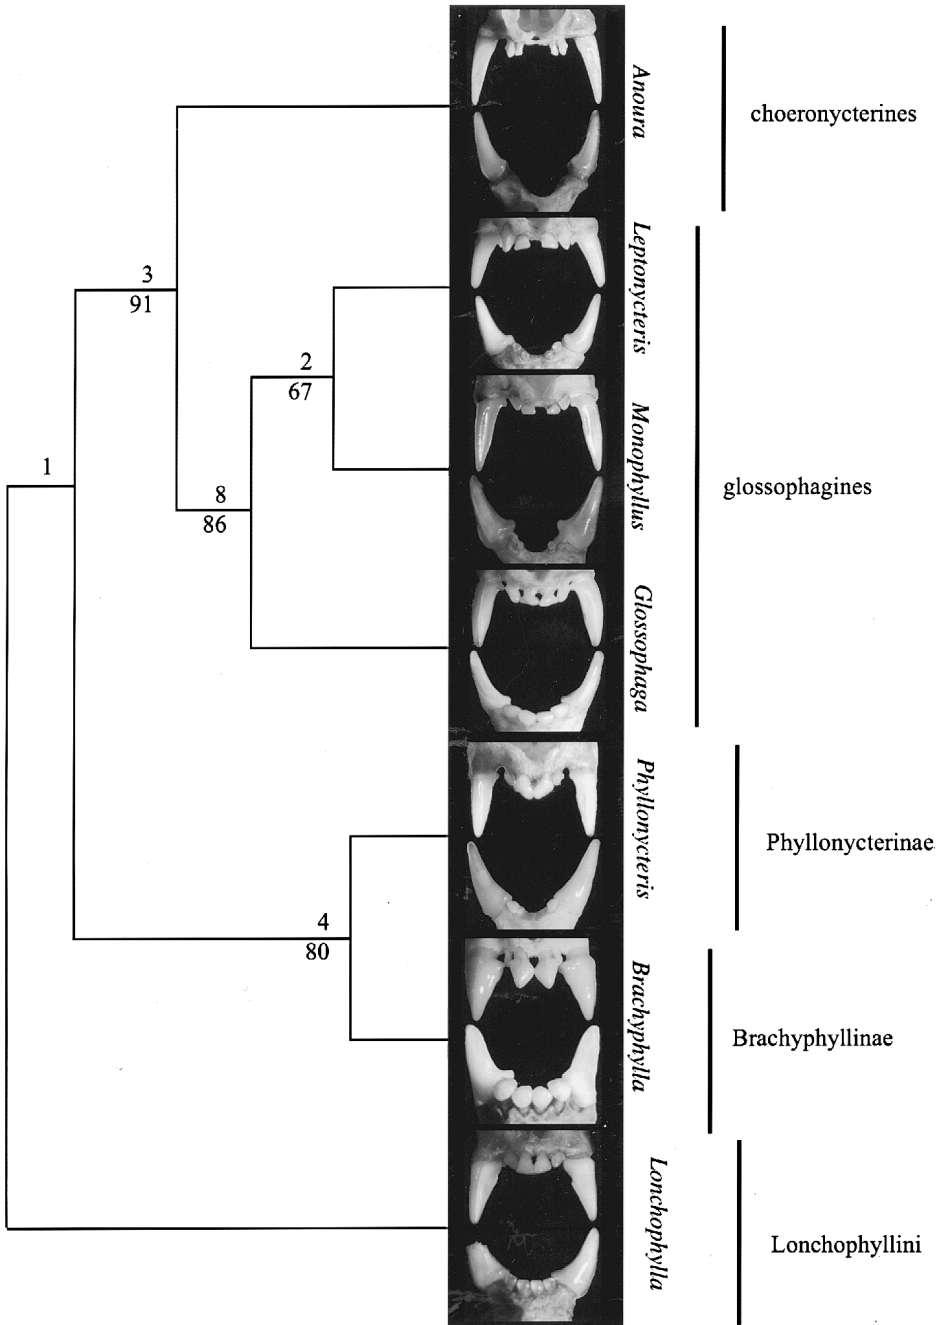 Anoura
choeronycterines
Leptonycteris
3
91
2
67
Monophyllus
1
glossophagines
8
86
Glossophaga
Phyllonycteris
Phyllonycterinae
4
80
Brachyphylla
Brachyphyllinae
Lonchophylla
Lonchophyllini